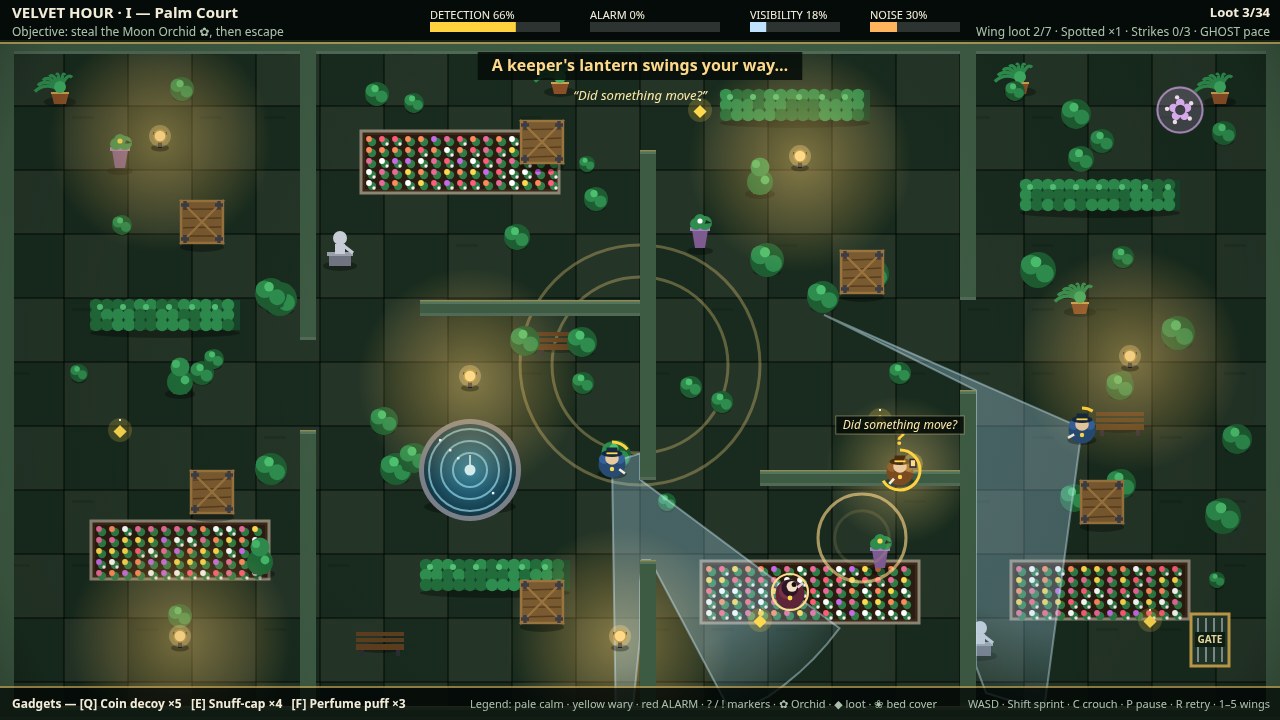 VELVET HOUR · I — Palm Court
Objective: steal the Moon Orchid ✿, then escape
DETECTION 66%
ALARM 0%
VISIBILITY 18%
NOISE 30%
Loot 3/34
Wing loot 2/7 · Spotted ×1 · Strikes 0/3 · GHOST pace
A keeper's lantern swings your way…
“Did something move?”
Did something move?
?
GATE
Gadgets — [Q] Coin decoy ×5 [E] Snuff-cap ×4 [F] Perfume puff ×3
Legend: pale calm · yellow wary · red ALARM · ? / ! markers · ✿ Orchid · ◆ loot · ❀ bed cover
WASD · Shift sprint · C crouch · P pause · R retry · 1–5 wings